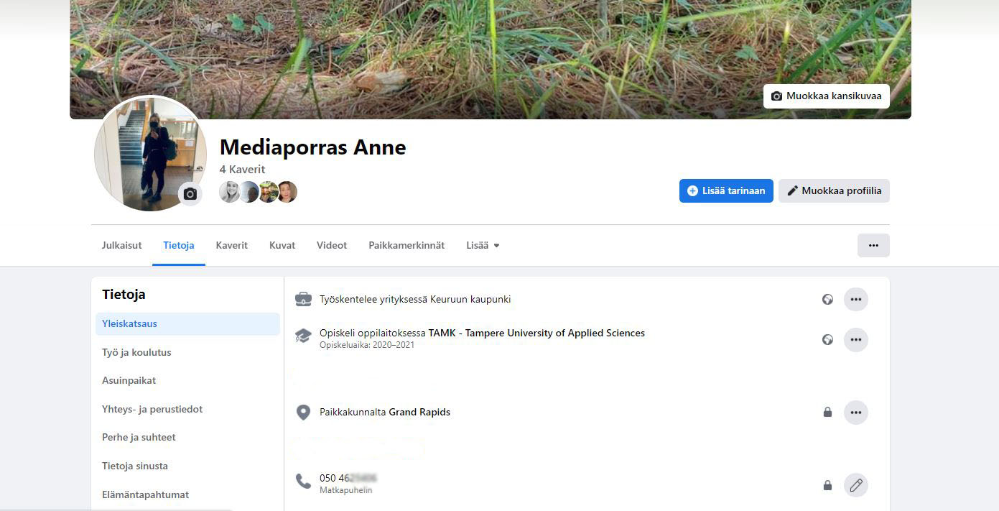 Muokkaa kansikuvaa
Mediaporras Anne
4 Kaverit
Lisää tarinaan
Muokkaa profiilia
Julkaisut
Tietoja
Kaverit
Kuvat
Videot
Paikkamerkinnät
Lisää
Tietoja
Yleiskatsaus
Työ ja koulutus
Asuinpaikat
Yhteys- ja perustiedot
Perhe ja suhteet
Tietoja sinusta
Elämäntapahtumat
Työskentelee yrityksessä Keuruun kaupunki
Opiskeli oppilaitoksessa TAMK - Tampere University of Applied Sciences
Opiskeluaika: 2020–2021
Paikkakunnalta Grand Rapids
050 46
Matkapuhelin